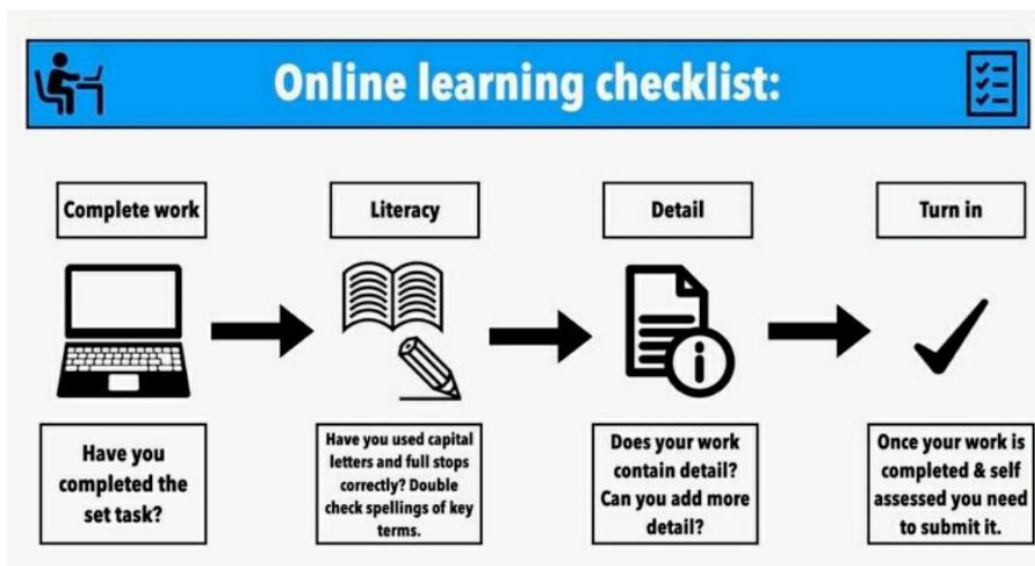 Online learning checklist:
Complete work
Literacy
Detail
Turn in
Have you
completed the
set task?
Have you used capital
letters and full stops
correctly? Double
check spellings of key
terms.
Does your work
contain detail?
Can you add more
detail?
Once your work is
completed & self
assessed you need
to submit it.